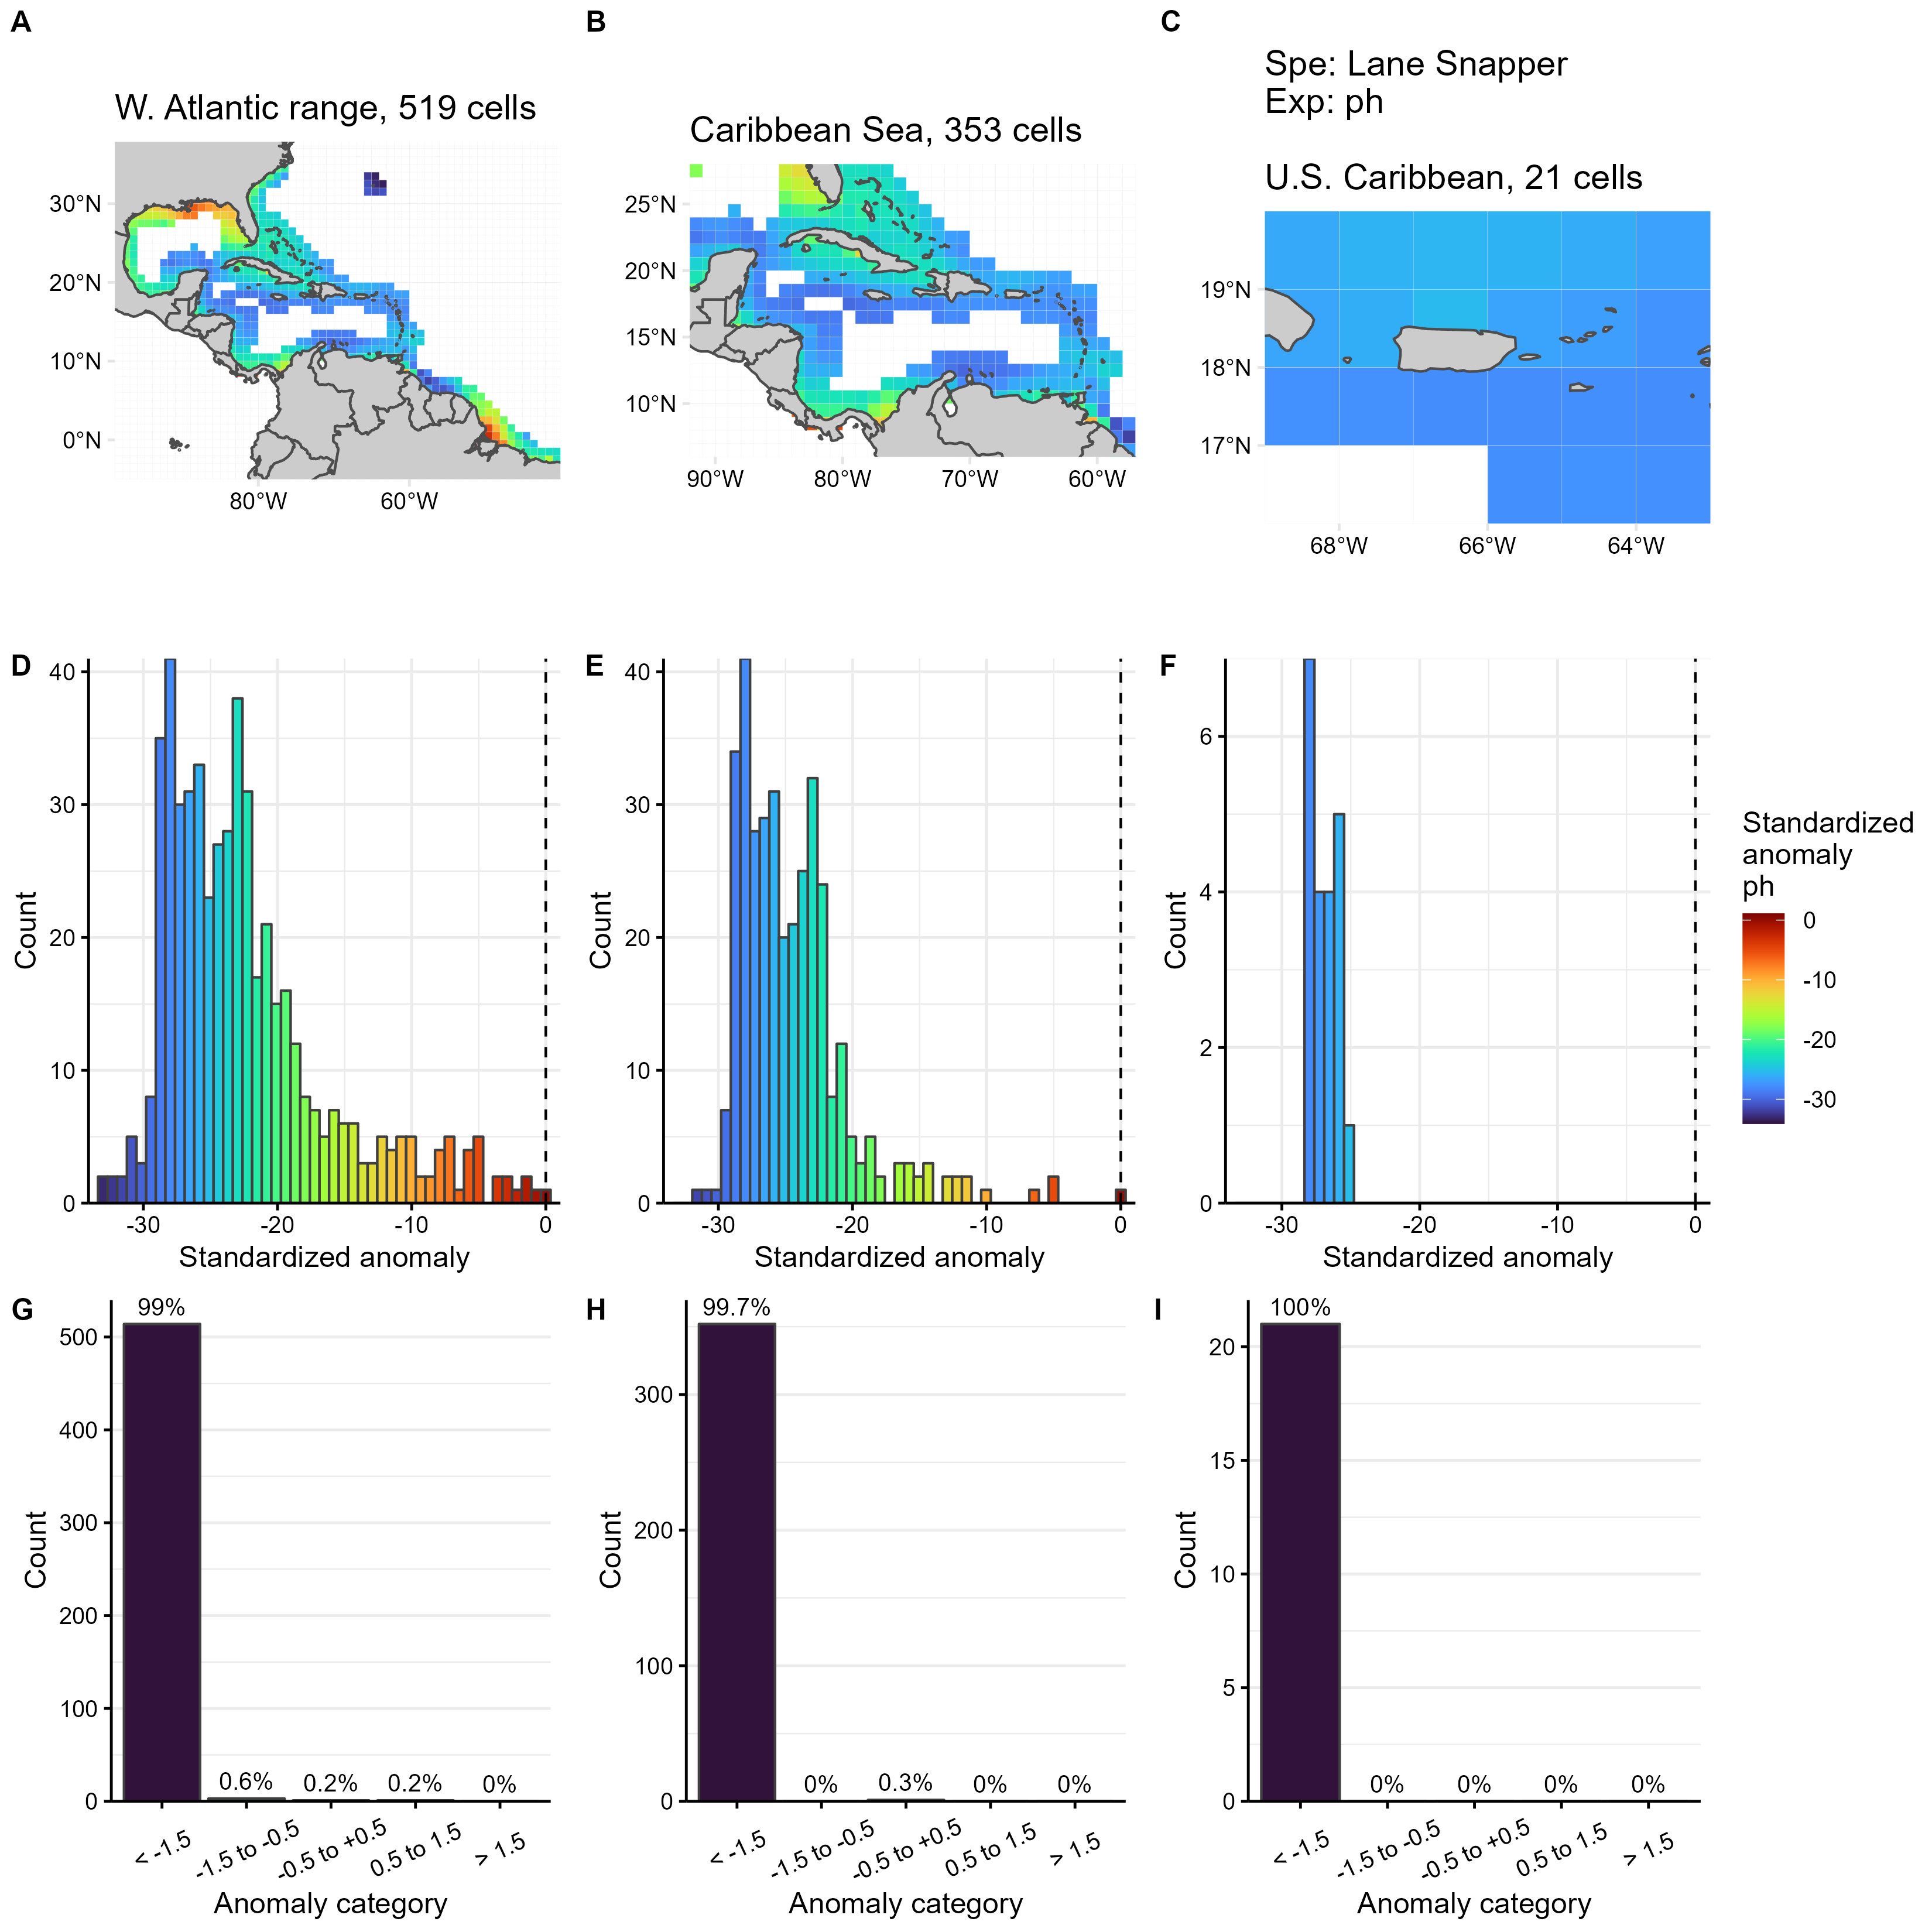 A
B
C
Spe: Lane Snapper
Exp: ph
W. Atlantic range, 519 cells
Caribbean Sea, 353 cells
U.S. Caribbean, 21 cells
30°N
20°N
10°N
0°N
80°W
60°W
25°N
20°N
15°N
10°N
90°W
80°W
70°W
60°W
19°N
18°N
17°N
68°W
66°W
64°W
D
40
30
20
10
0
Count
-30
-20
-10
0
Standardized anomaly
E
40
30
20
10
0
Count
-30
-20
-10
0
Standardized anomaly
F
6
4
2
0
Count
-30
-20
-10
0
Standardized anomaly
Standardized
anomaly
ph
0
-10
-20
-30
G
500
400
300
200
100
0
Count
99%
0.6%
0.2%
0.2%
0%
< -1.5
-1.5 to -0.5
-0.5 to +0.5
0.5 to 1.5
> 1.5
Anomaly category
H
300
200
100
0
Count
99.7%
0%
0.3%
0%
0%
< -1.5
-1.5 to -0.5
-0.5 to +0.5
0.5 to 1.5
> 1.5
Anomaly category
I
20
15
10
5
0
Count
100%
0%
0%
0%
0%
< -1.5
-1.5 to -0.5
-0.5 to +0.5
0.5 to 1.5
> 1.5
Anomaly category